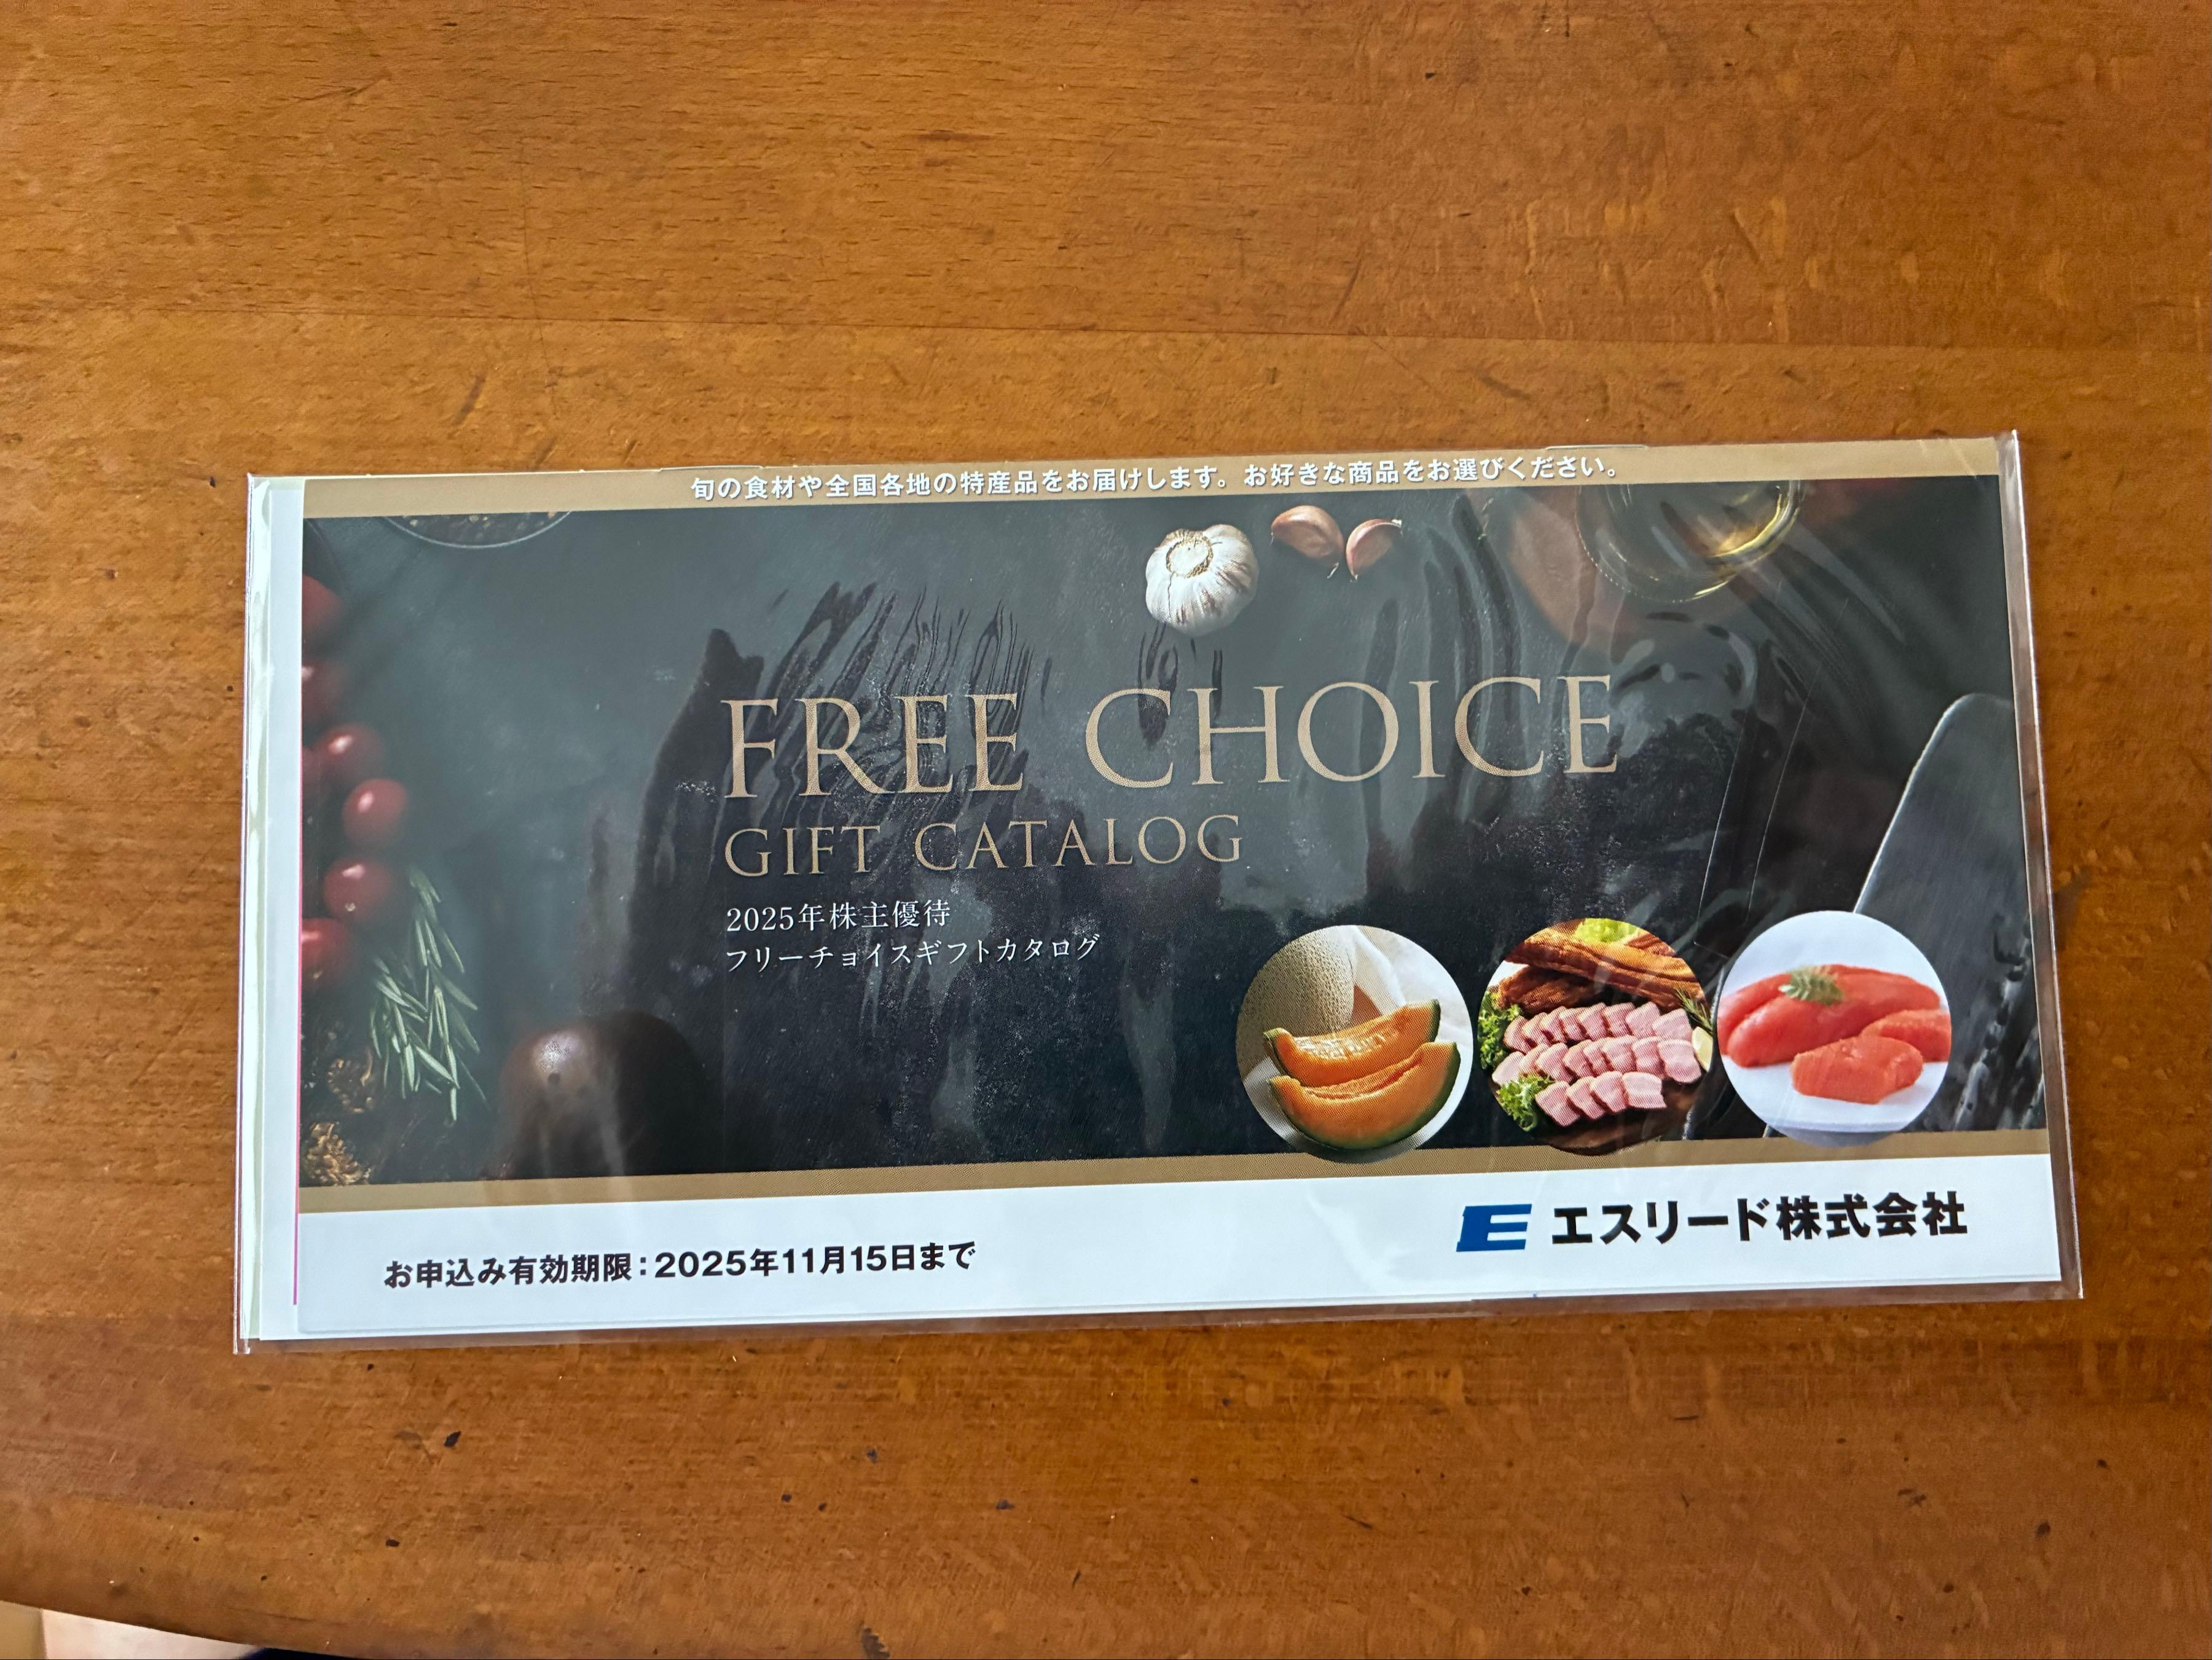 旬の食材や全国各地の特産品をお届けします。お好きな商品をお選びください。
FREE CHOICE
GIFT CATALOG
2025年株主優待
フリーチョイスギフトカタログ
お申込み有効期限：2025年11月15日まで
E エスリード株式会社